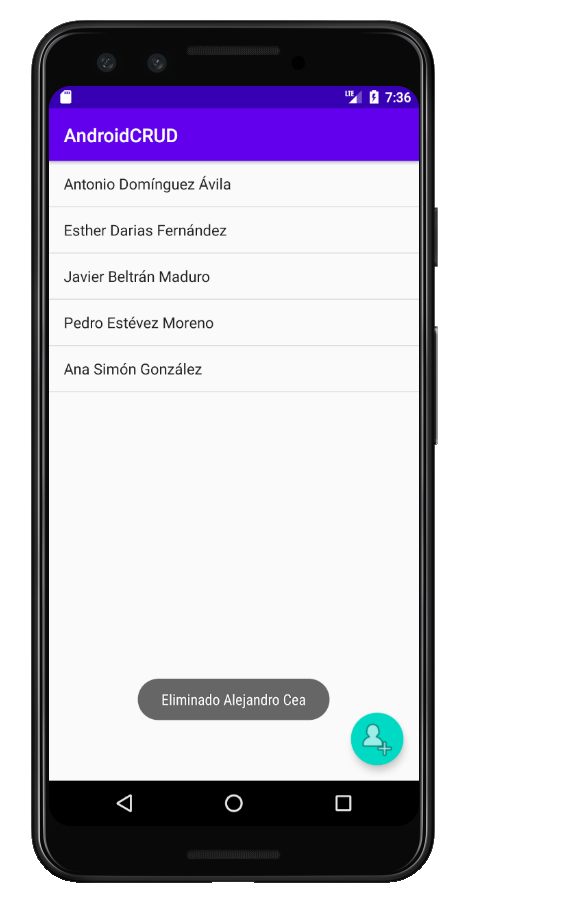 LTE 7:36
AndroidCRUD
Antonio Domínguez Ávila
Esther Darias Fernández
Javier Beltrán Maduro
Pedro Estévez Moreno
Ana Simón González
Eliminado Alejandro Cea